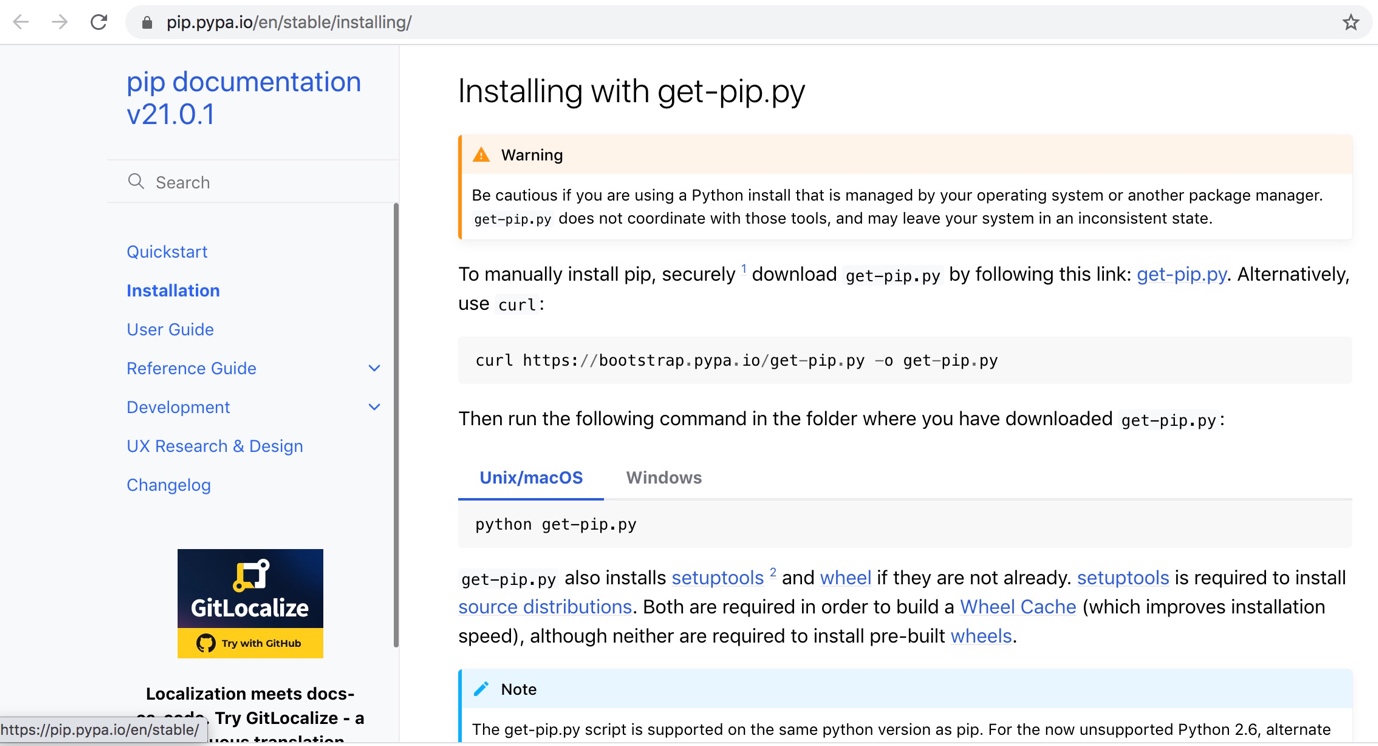 pip.pypa.io/en/stable/installing/
pip documentation
v21.0.1
Search
Quickstart
Installation
User Guide
Reference Guide
Development
UX Research & Design
Changelog
GitLocalize
Try with GitHub
Localization meets docs-
Try GitLocalize - a
https://pip.pypa.io/en/stable/
Installing with get-pip.py
Warning
Be cautious if you are using a Python install that is managed by your operating system or another package manager.
get-pip.py does not coordinate with those tools, and may leave your system in an inconsistent state.
To manually install pip, securely 1 download get-pip.py by following this link: get-pip.py. Alternatively,
use curl:
curl https://bootstrap.pypa.io/get-pip.py -o get-pip.py
Then run the following command in the folder where you have downloaded get-pip.py:
Unix/macOS Windows
python get-pip.py
get-pip.py also installs setuptools 2 and wheel if they are not already. setuptools is required to install
source distributions. Both are required in order to build a Wheel Cache (which improves installation
speed), although neither are required to install pre-built wheels.
Note
The get-pip.py script is supported on the same python version as pip. For the now unsupported Python 2.6, alternate